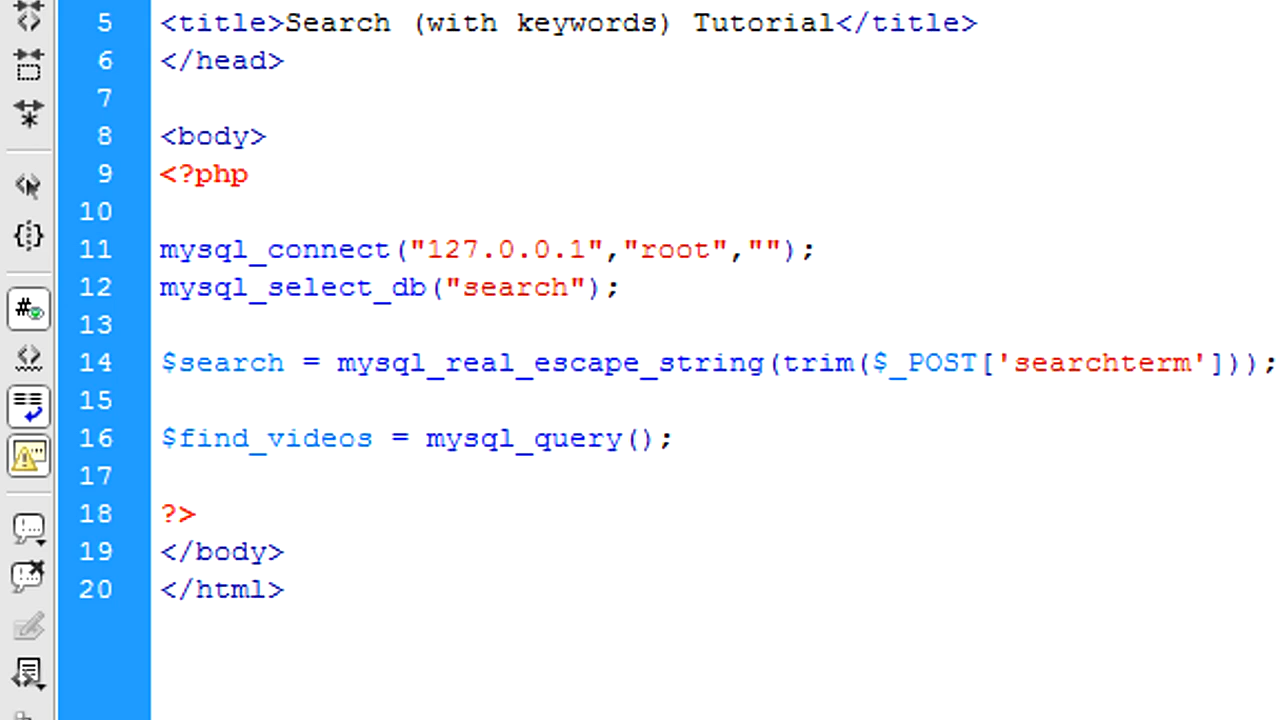 5 <title>Search (with keywords) Tutorial</title>
6 </head>
7
8 <body>
9 <?php
10
11 mysql_connect("127.0.0.1","root","");
12 mysql_select_db("search");
13
14 $search = mysql_real_escape_string(trim($_POST['searchterm']));
15
16 $find_videos = mysql_query();
17
18 ?>
19 </body>
20 </html>